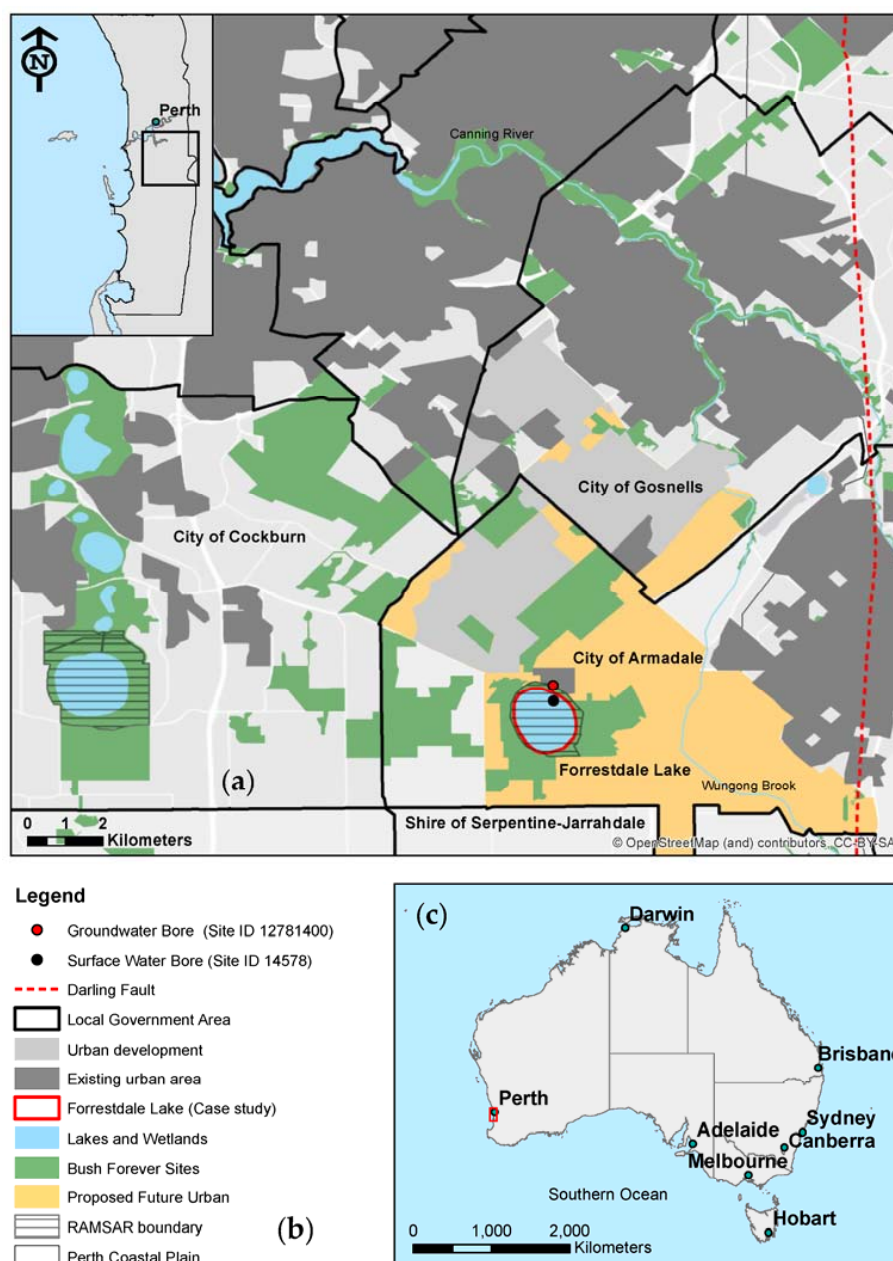 N
Perth
Canning River
City of Gosnells
City of Cockburn
City of Armadale
Forrestdale Lake
Wungong Brook
(a)
0 1 2
Kilometers
Shire of Serpentine-Jarrahdale
© OpenStreetMap (and) contributors, CC-BY-SA
Legend
Groundwater Bore (Site ID 12781400)
Surface Water Bore (Site ID 14578)
Darling Fault
Local Government Area
Urban development
Existing urban area
Forrestdale Lake (Case study)
Lakes and Wetlands
Bush Forever Sites
Proposed Future Urban
RAMSAR boundary
Perth Coastal Plain
(b)
(c)
Darwin
Brisbane
Perth
Sydney
Adelaide
Canberra
Melbourne
Southern Ocean
Hobart
0 1,000 2,000
Kilometers